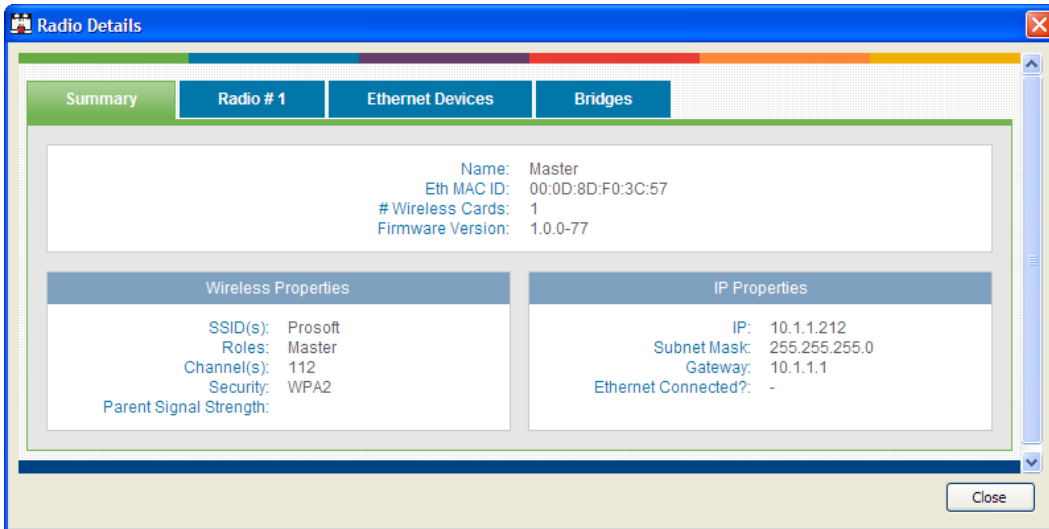 Radio Details
Summary
Radio # 1
Ethernet Devices
Bridges
Name: Master
Eth MAC ID: 00:0D:8D:F0:3C:57
# Wireless Cards: 1
Firmware Version: 1.0.0-77
Wireless Properties
SSID(s): Prosoft
Roles: Master
Channel(s): 112
Security: WPA2
Parent Signal Strength:
IP Properties
IP: 10.1.1.212
Subnet Mask: 255.255.255.0
Gateway: 10.1.1.1
Ethernet Connected?: -
Close